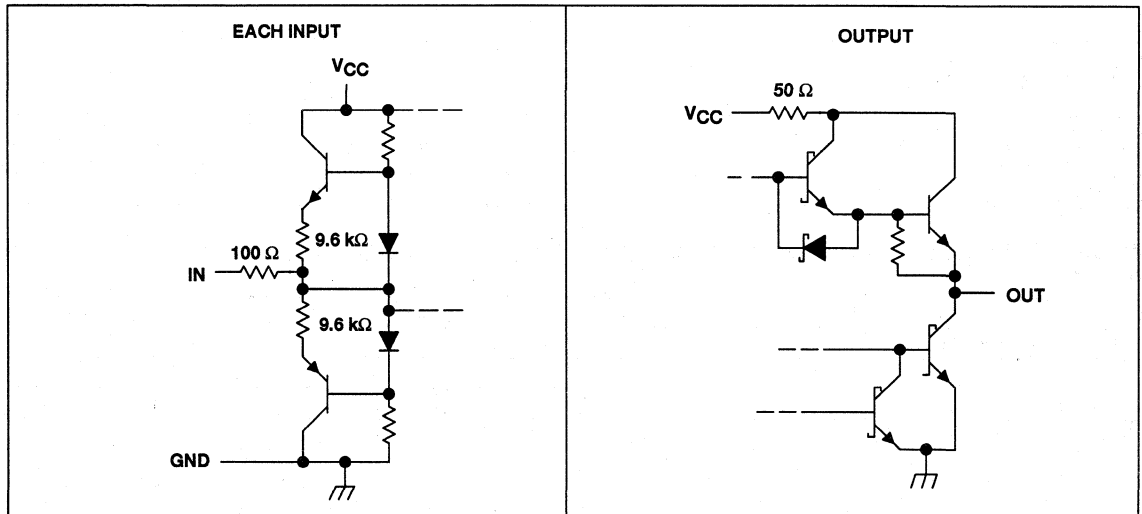 EACH INPUT
VCC
9.6 kΩ
100 Ω
IN
9.6 kΩ
GND
OUTPUT
50 Ω
VCC
OUT